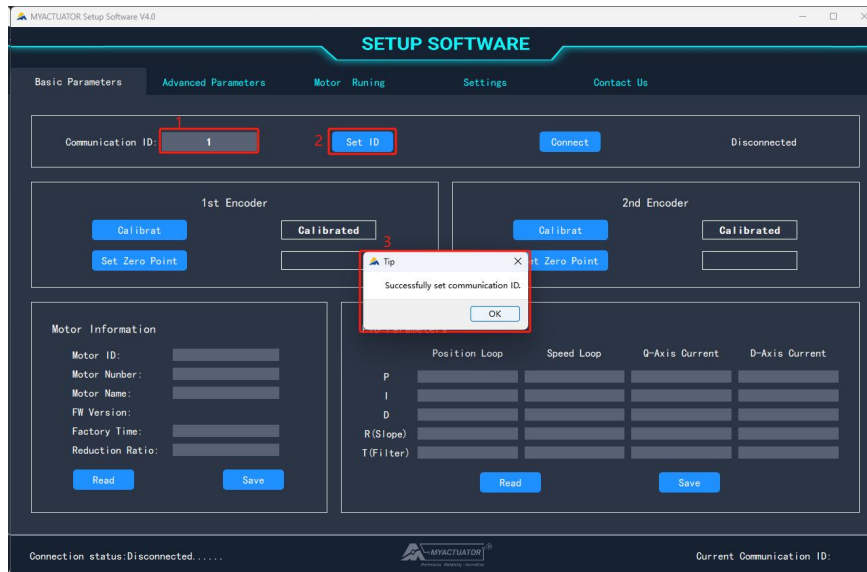 MYACTUATOR Setup Software V4.0
SETUP SOFTWARE
Basic Parameters Advanced Parameters Motor Runing Settings Contact Us
1
Communication ID: 1 2 Set ID Connect Disconnected
1st Encoder 2nd Encoder
Calibrat Calibrated Calibrat Calibrated
3
Set Zero Point Tip Zero Point
Successfully set communication ID.
OK
Motor Information
Position Loop Speed Loop Q-Axis Current D-Axis Current
Motor ID:
Motor Nunber: P
Motor Name: I
FW Version: D
Factory Time: R(Slope)
Reduction Ratio: T(Filter)
Read Save Read Save
Connection status:Disconnected...... MYACTUATOR Current Communication ID: